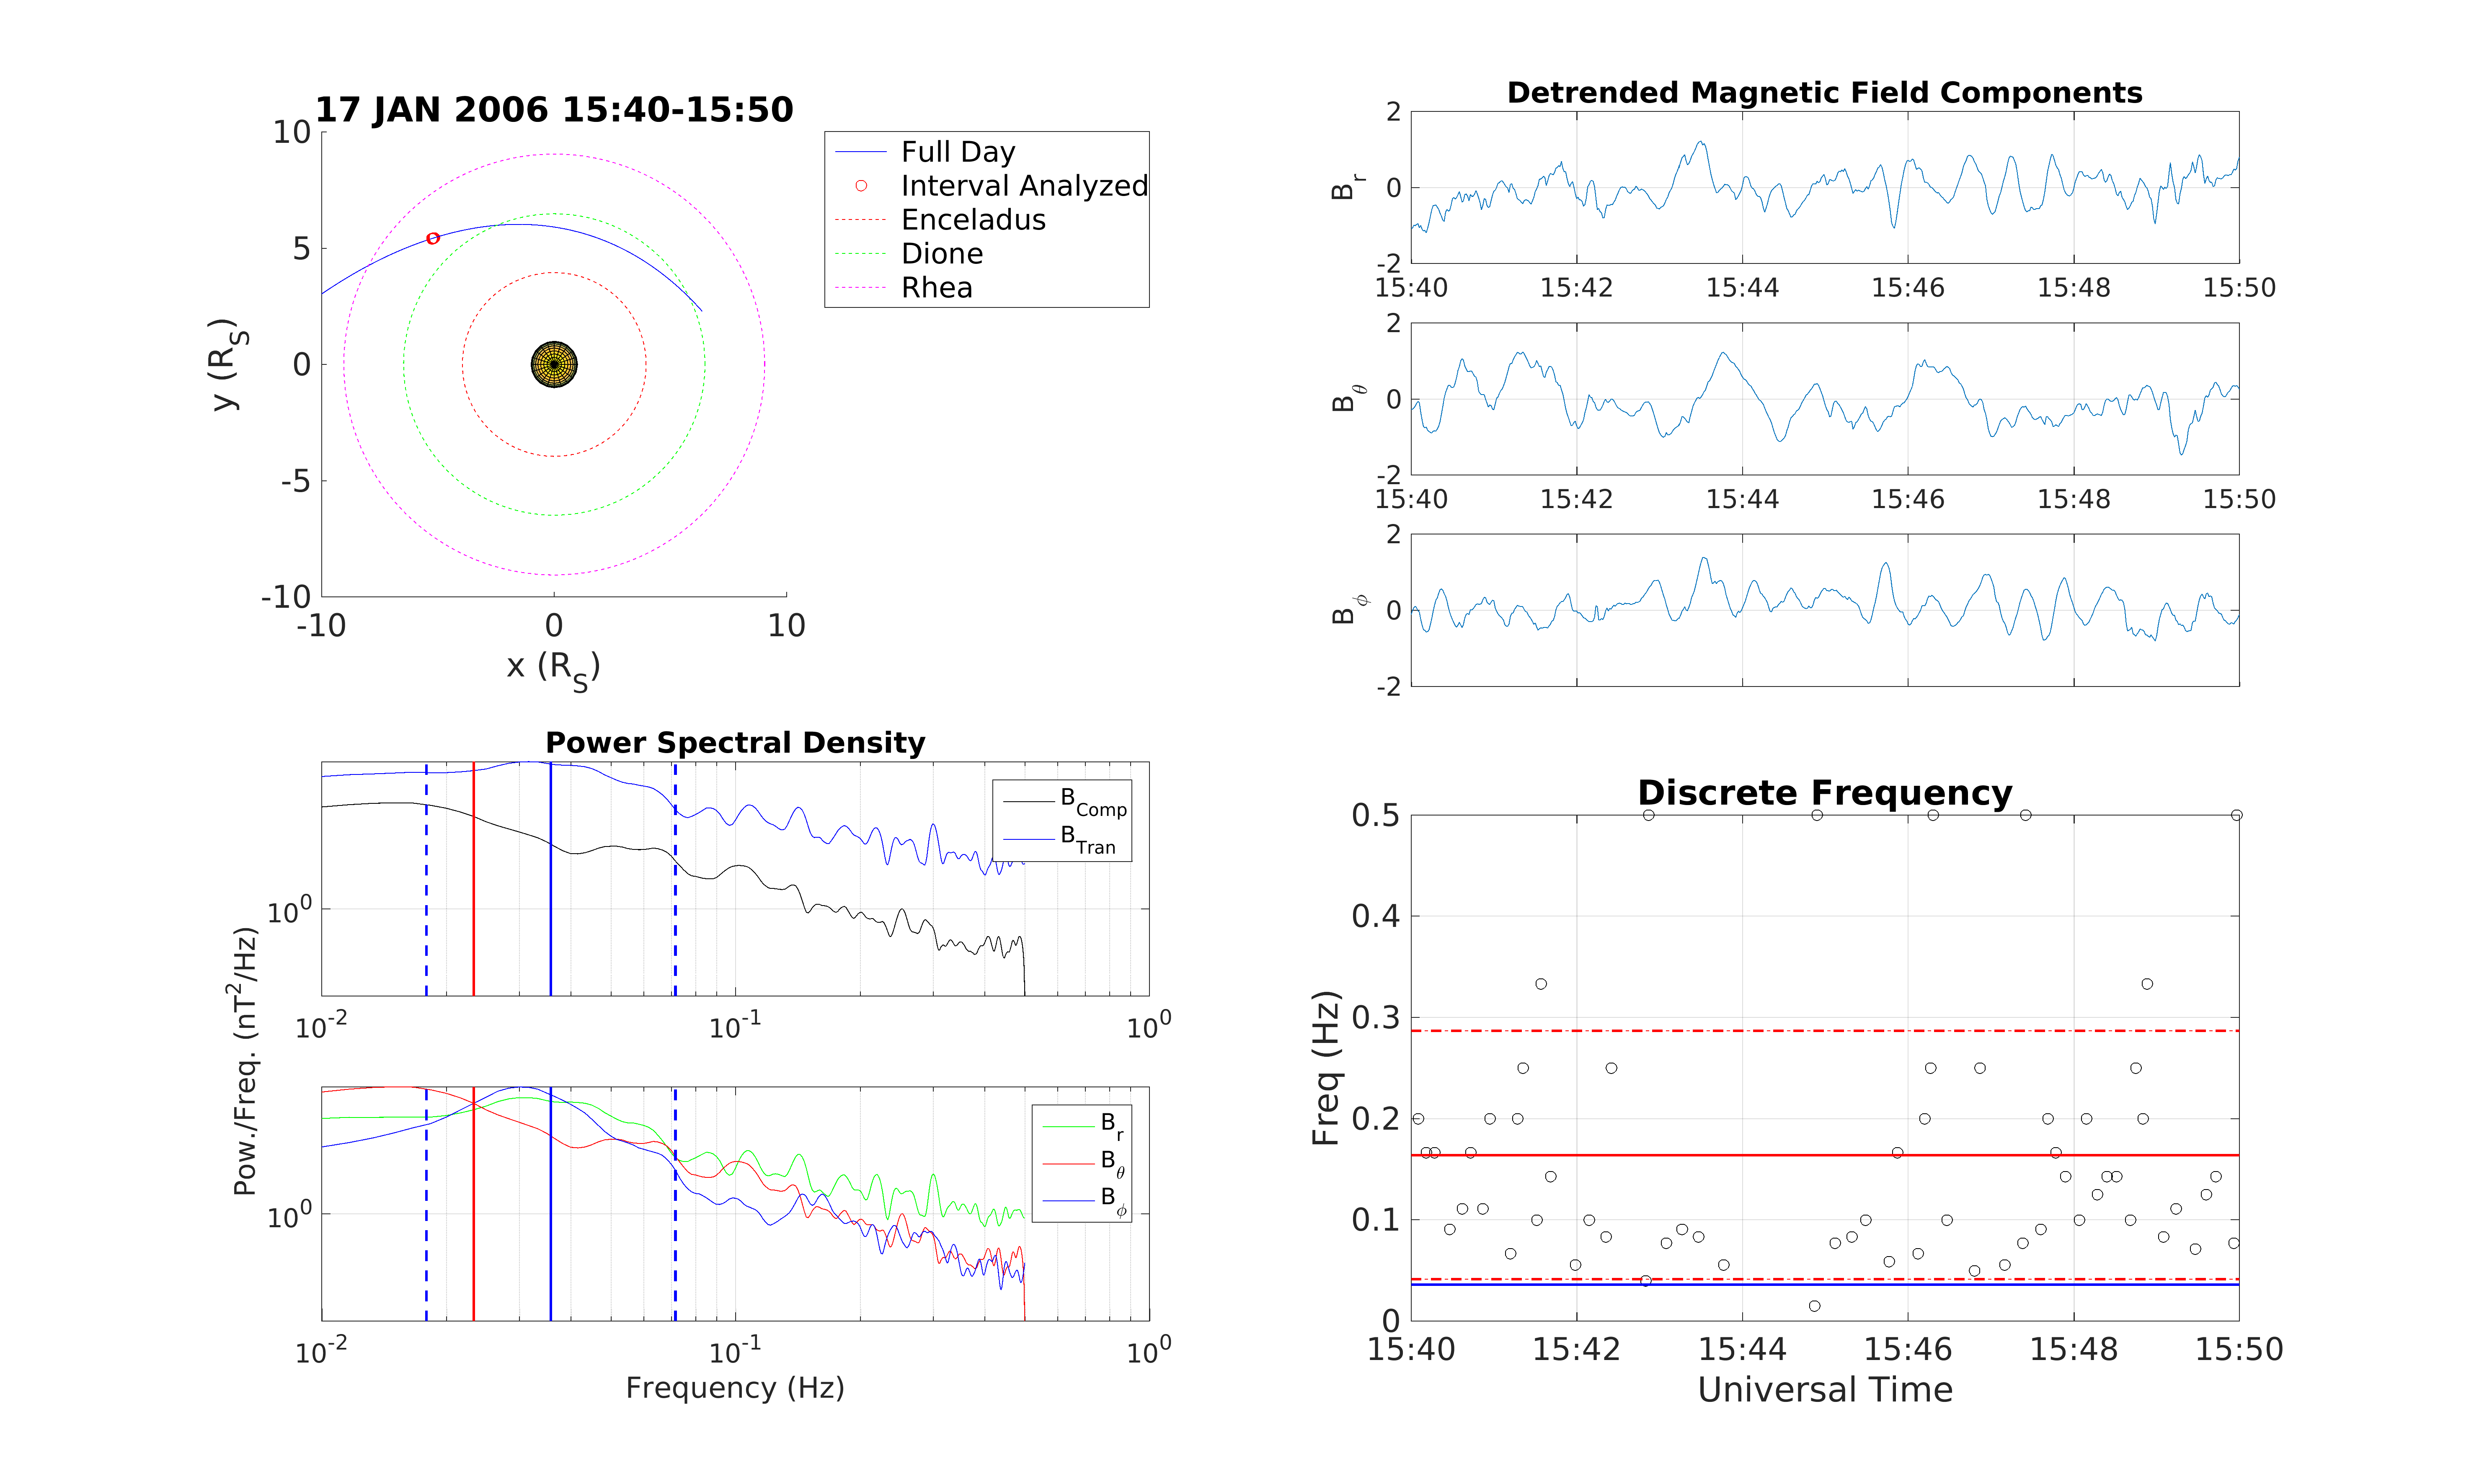 17 JAN 2006 15:40-15:50
10
5
0
-5
-10
-10 0 10
y (R_S)
x (R_S)
Full Day
Interval Analyzed
Enceladus
Dione
Rhea
Detrended Magnetic Field Components
2
0
-2
B_r
15:40 15:42 15:44 15:46 15:48 15:50
2
0
-2
B_θ
15:40 15:42 15:44 15:46 15:48 15:50
2
0
-2
B_ϕ
Power Spectral Density
10^0
B_Comp
B_Tran
10^-2 10^-1 10^0
Pow./Freq. (nT^2/Hz)
10^0
B_r
B_θ
B_ϕ
10^-2 10^-1 10^0
Frequency (Hz)
Discrete Frequency
0.5
0.4
0.3
0.2
0.1
0
Freq (Hz)
15:40 15:42 15:44 15:46 15:48 15:50
Universal Time